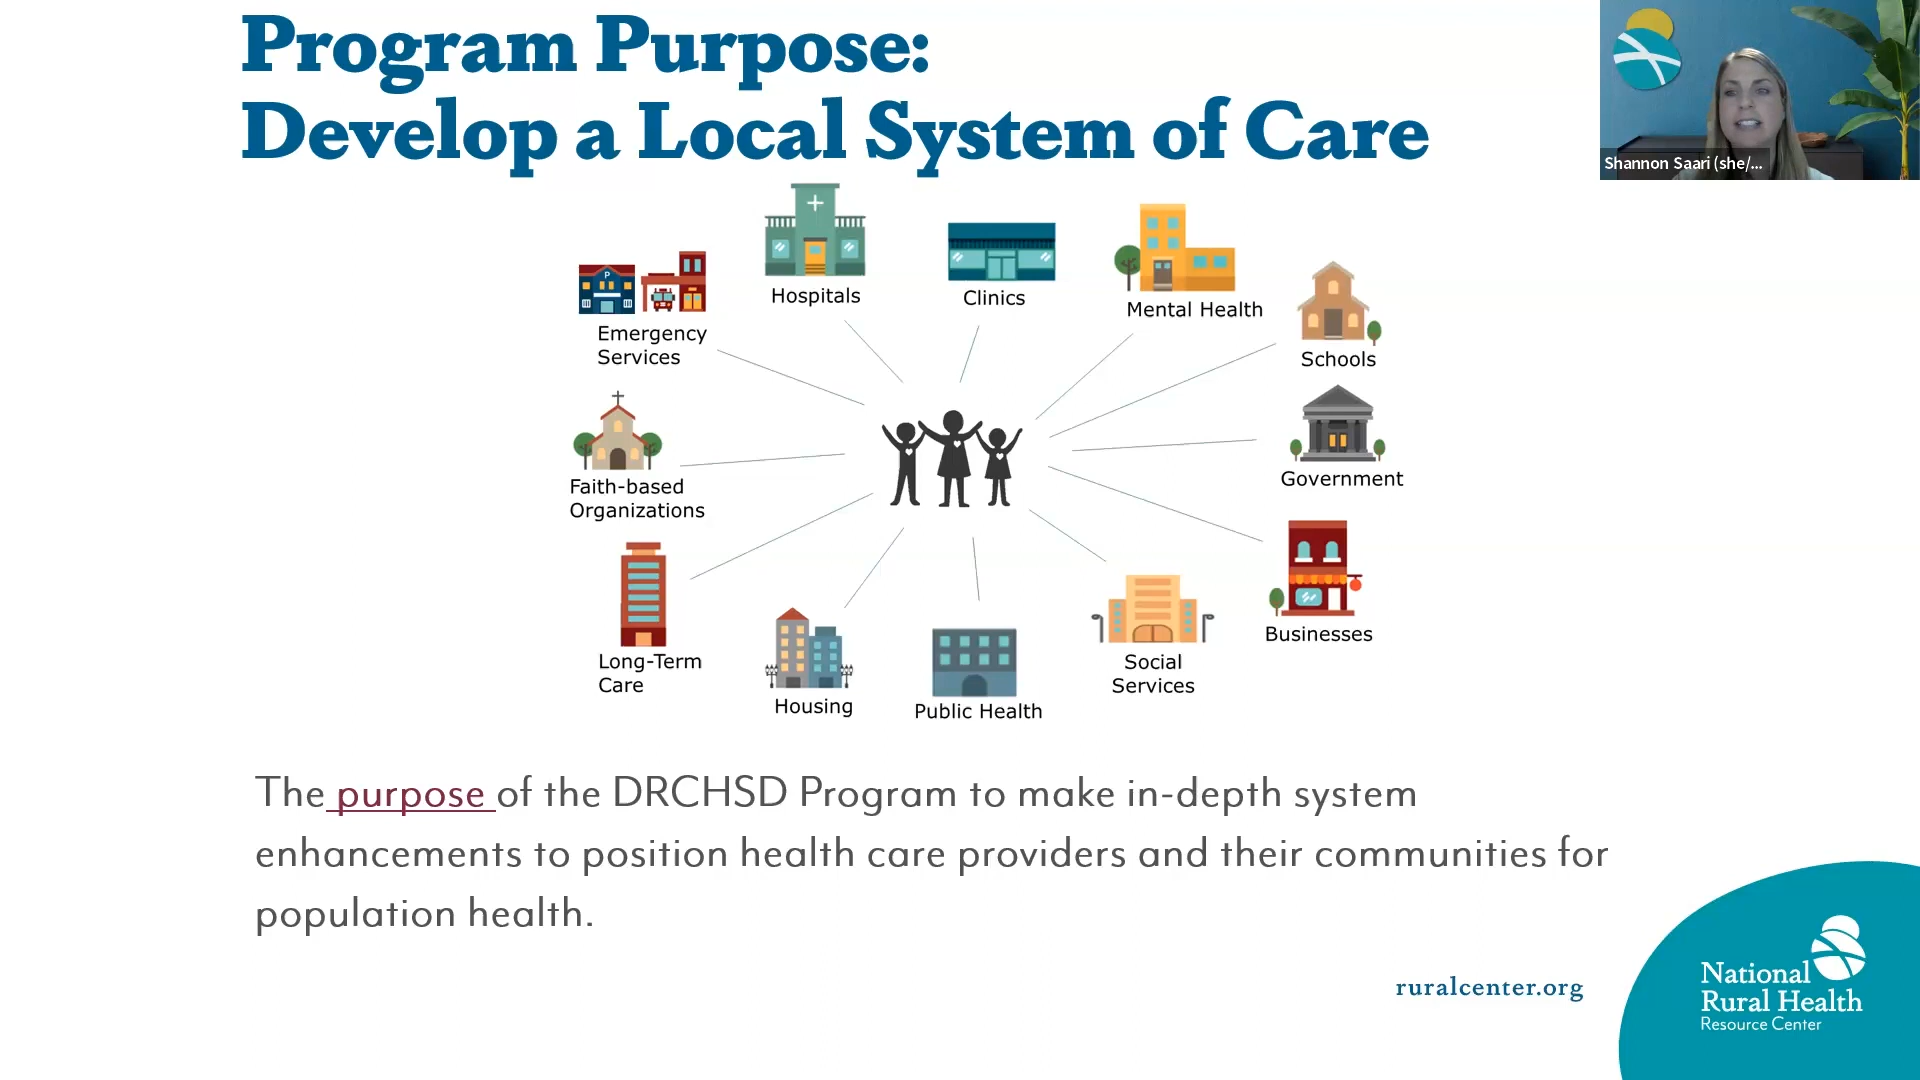 Program Purpose:
Develop a Local System of Care
Shannon Saari (she/...
Hospitals
Clinics
Mental Health
Emergency
Services
Schools
P
Faith-based
Organizations
Government
Long-Term
Care
Housing
Public Health
Social
Services
Businesses
The purpose of the DRCHSD Program to make in-depth system
enhancements to position health care providers and their communities for
population health.
ruralcenter.org
National
Rural Health
Resource Center